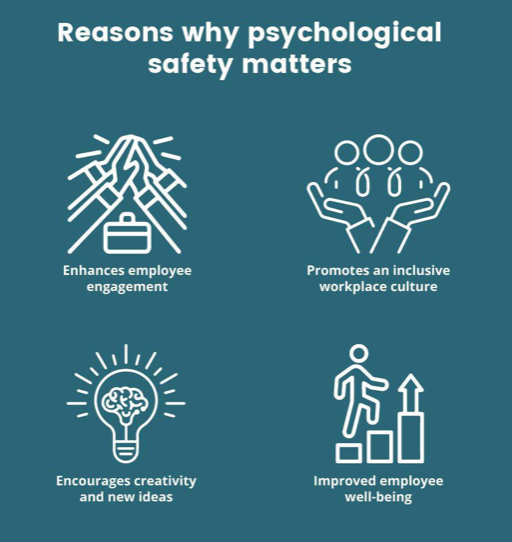 Reasons why psychological
safety matters
Enhances employee
engagement
Promotes an inclusive
workplace culture
Encourages creativity
and new ideas
Improved employee
well-being